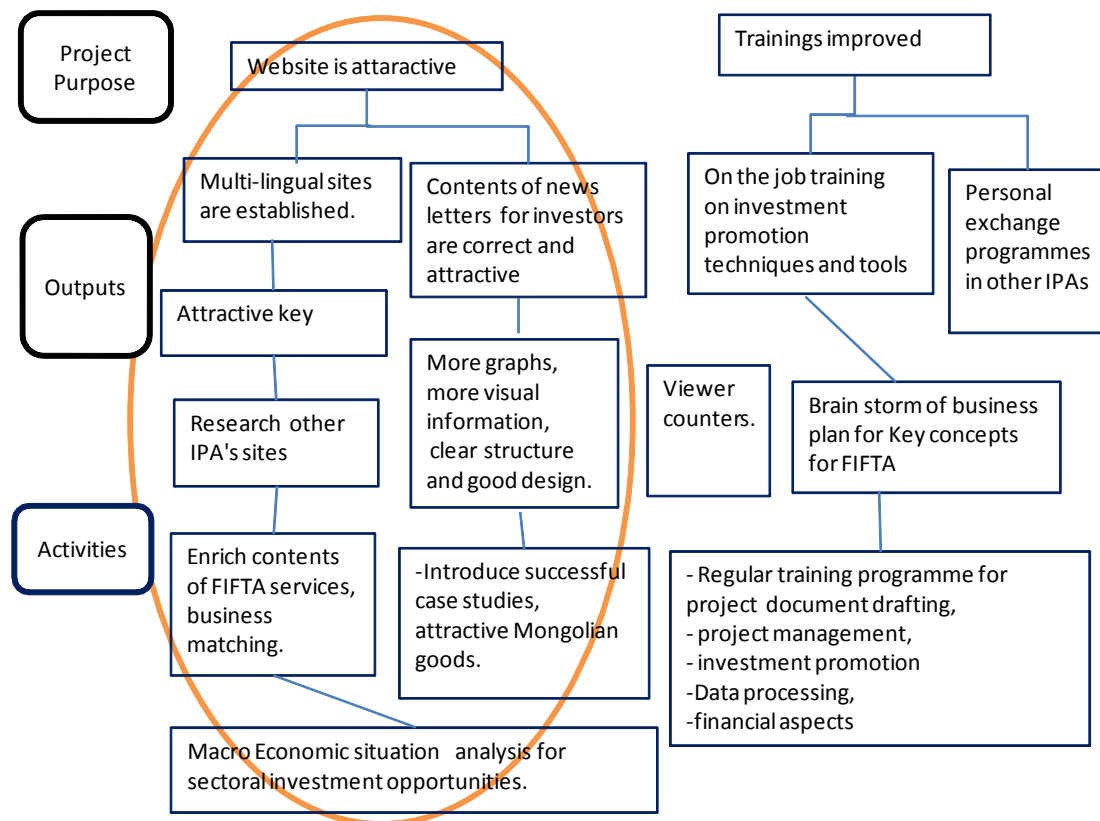 Project
Purpose
Website is attaractive
Trainings improved
Multi-lingual sites
are established.
Contents of news
letters for investors
are correct and
attractive
On the job training
on investment
promotion
techniques and tools
Personal
exchange
programmes
in other IPAs
Outputs
Attractive key
More graphs,
more visual
information,
clear structure
and good design.
Viewer
counters.
Brain storm of business
plan for Key concepts
for FIFTA
Research other
IPA's sites
Activities
Enrich contents
of FIFTA services,
business
matching.
-Introduce successful
case studies,
attractive Mongolian
goods.
- Regular training programme for
project document drafting,
- project management,
- investment promotion
-Data processing,
-financial aspects
Macro Economic situation analysis for
sectoral investment opportunities.